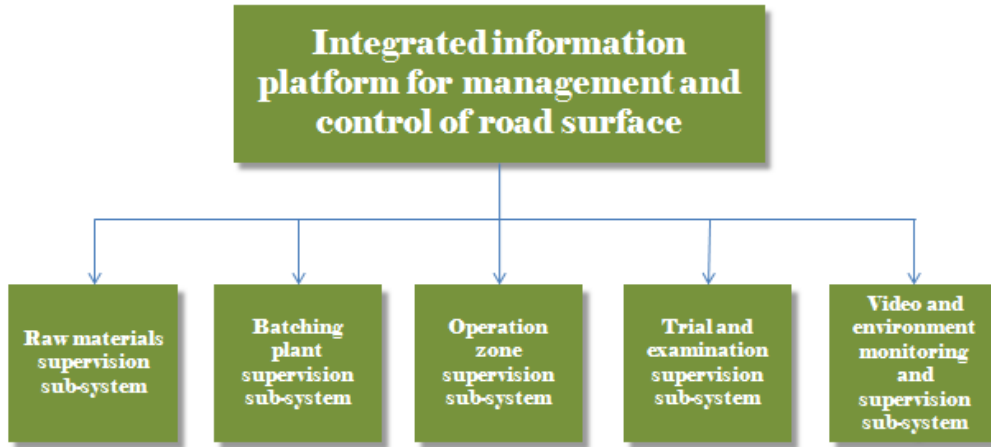 Integrated information
platform for management and
control of road surface
Raw materials
supervision
sub-system
Batching
plant
supervision
sub-system
Operation
zone
supervision
sub-system
Trial and
examination
supervision
sub-system
Video and
environment
monitoring
and
supervision
sub-system